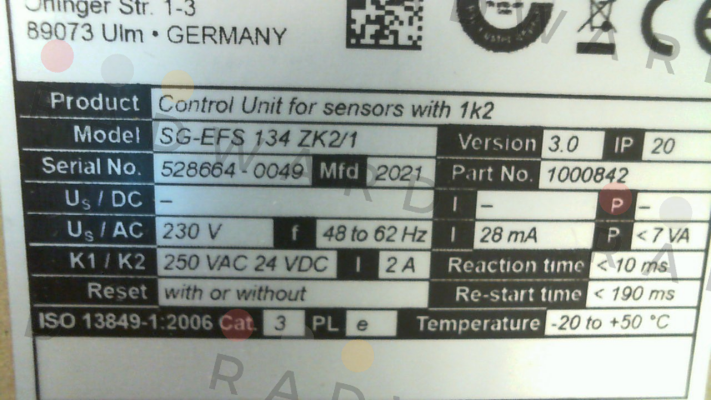 Öninger Str. 1-3
89073 Ulm • GERMANY
Product Control Unit for sensors with 1k2
Model SG-EFS 134 ZK2/1 Version 3.0 IP 20
Serial No. 528664 - 0049 Mfd 2021 Part No. 1000842
US / DC – I – P –
US / AC 230 V f 48 to 62 Hz I 28 mA P < 7 VA
K1 / K2 250 VAC 24 VDC I 2 A Reaction time < 10 ms
Reset with or without Re-start time < 190 ms
ISO 13849-1:2006 Cat. 3 PL e Temperature -20 to +50 °C